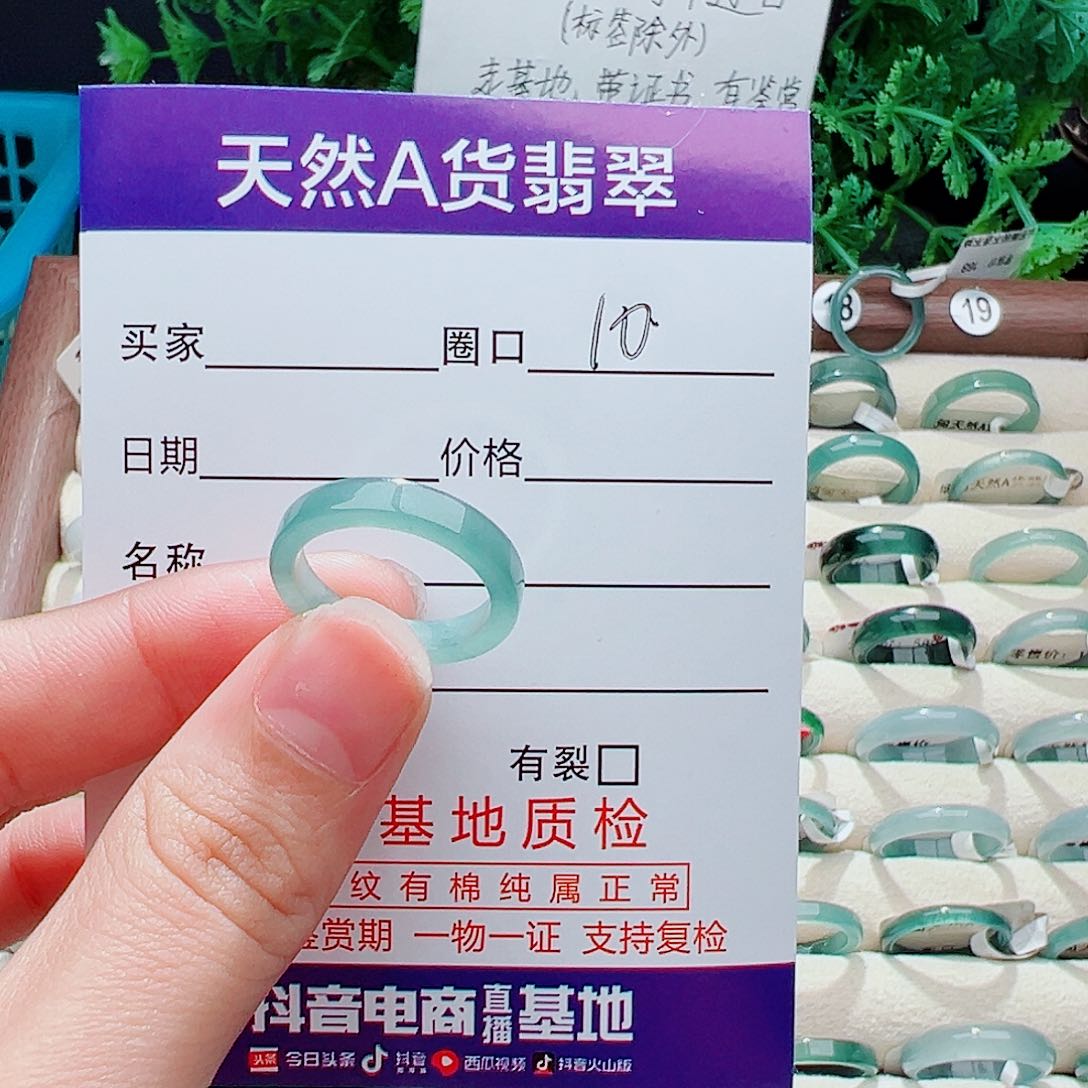 (标签除外)
支基地、带证书、有鉴赏
天然A货翡翠
买家 圈口 10
日期 价格
名称
有裂
基地质检
纹有棉纯属正常
鉴赏期 一物一证 支持复检
抖音电商直播基地
头条 今日头条 抖音 西瓜视频 抖音火山版
18
19